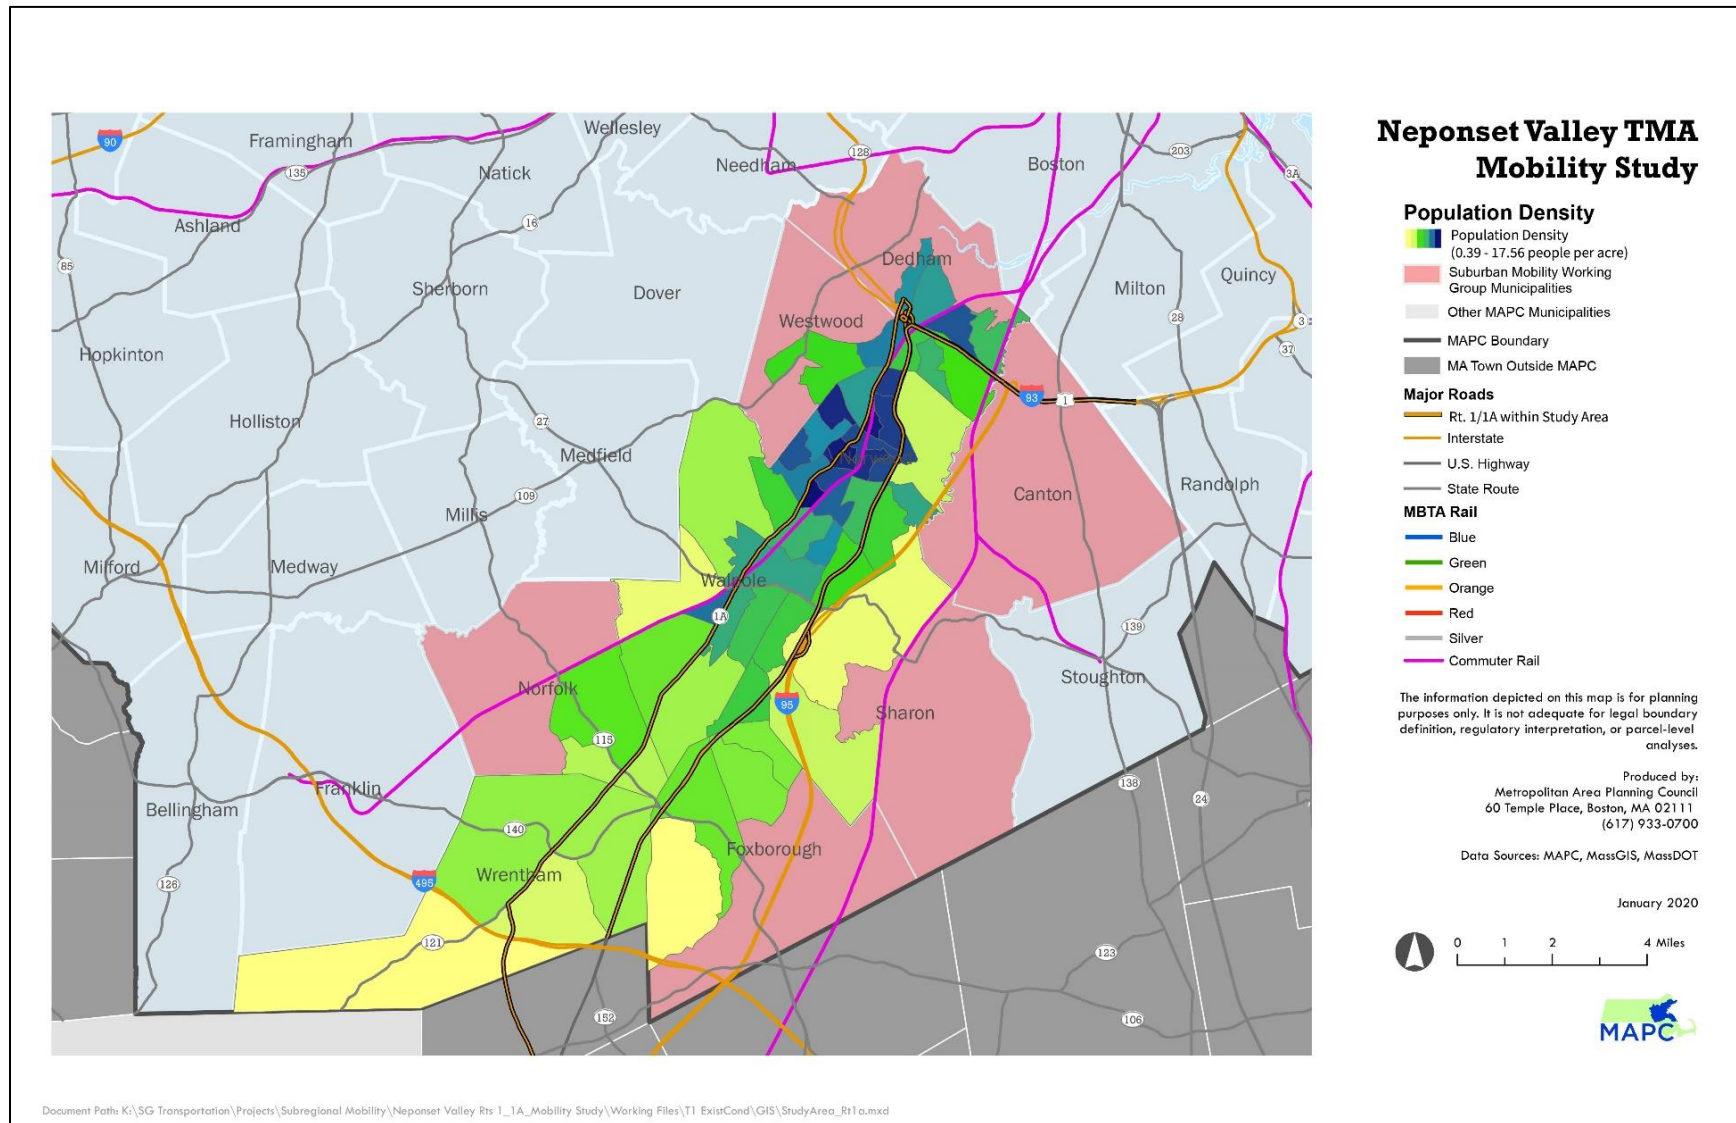 Neponset Valley TMA
Mobility Study
Population Density
Population Density
(0.39 - 17.56 people per acre)
Suburban Mobility Working
Group Municipalities
Other MAPC Municipalities
MAPC Boundary
MA Town Outside MAPC
Major Roads
Rt. 1/1A within Study Area
Interstate
U.S. Highway
State Route
MBTA Rail
Blue
Green
Orange
Red
Silver
Commuter Rail
The information depicted on this map is for planning
purposes only. It is not adequate for legal boundary
definition, regulatory interpretation, or parcel-level
analyses.
Produced by:
Metropolitan Area Planning Council
60 Temple Place, Boston, MA 02111
(617) 933-0700
Data Sources: MAPC, MassGIS, MassDOT
January 2020
0 1 2 4 Miles
MAPC
Wellesley
90
Framingham
128
203
135
Natick
Needham
Boston
3A
Ashland
16
85
Dedham
Sherborn
Dover
Milton
Quincy
Westwood
28
3
37
Hopkinton
93
1
Holliston
27
Medfield
109
Canton
Randolph
Millis
Milford
Medway
Walpole
1A
139
Norfolk
Stoughton
95
Sharon
115
Franklin
138
Bellingham
24
140
Foxborough
Wrentham
495
126
121
123
152
106
Document Path: K:\SG Transportation\Projects\Subregional Mobility\Neponset Valley Rts 1_1A_Mobility Study\Working Files\T1 ExistCond\GIS\StudyArea_Rt1a.mxd